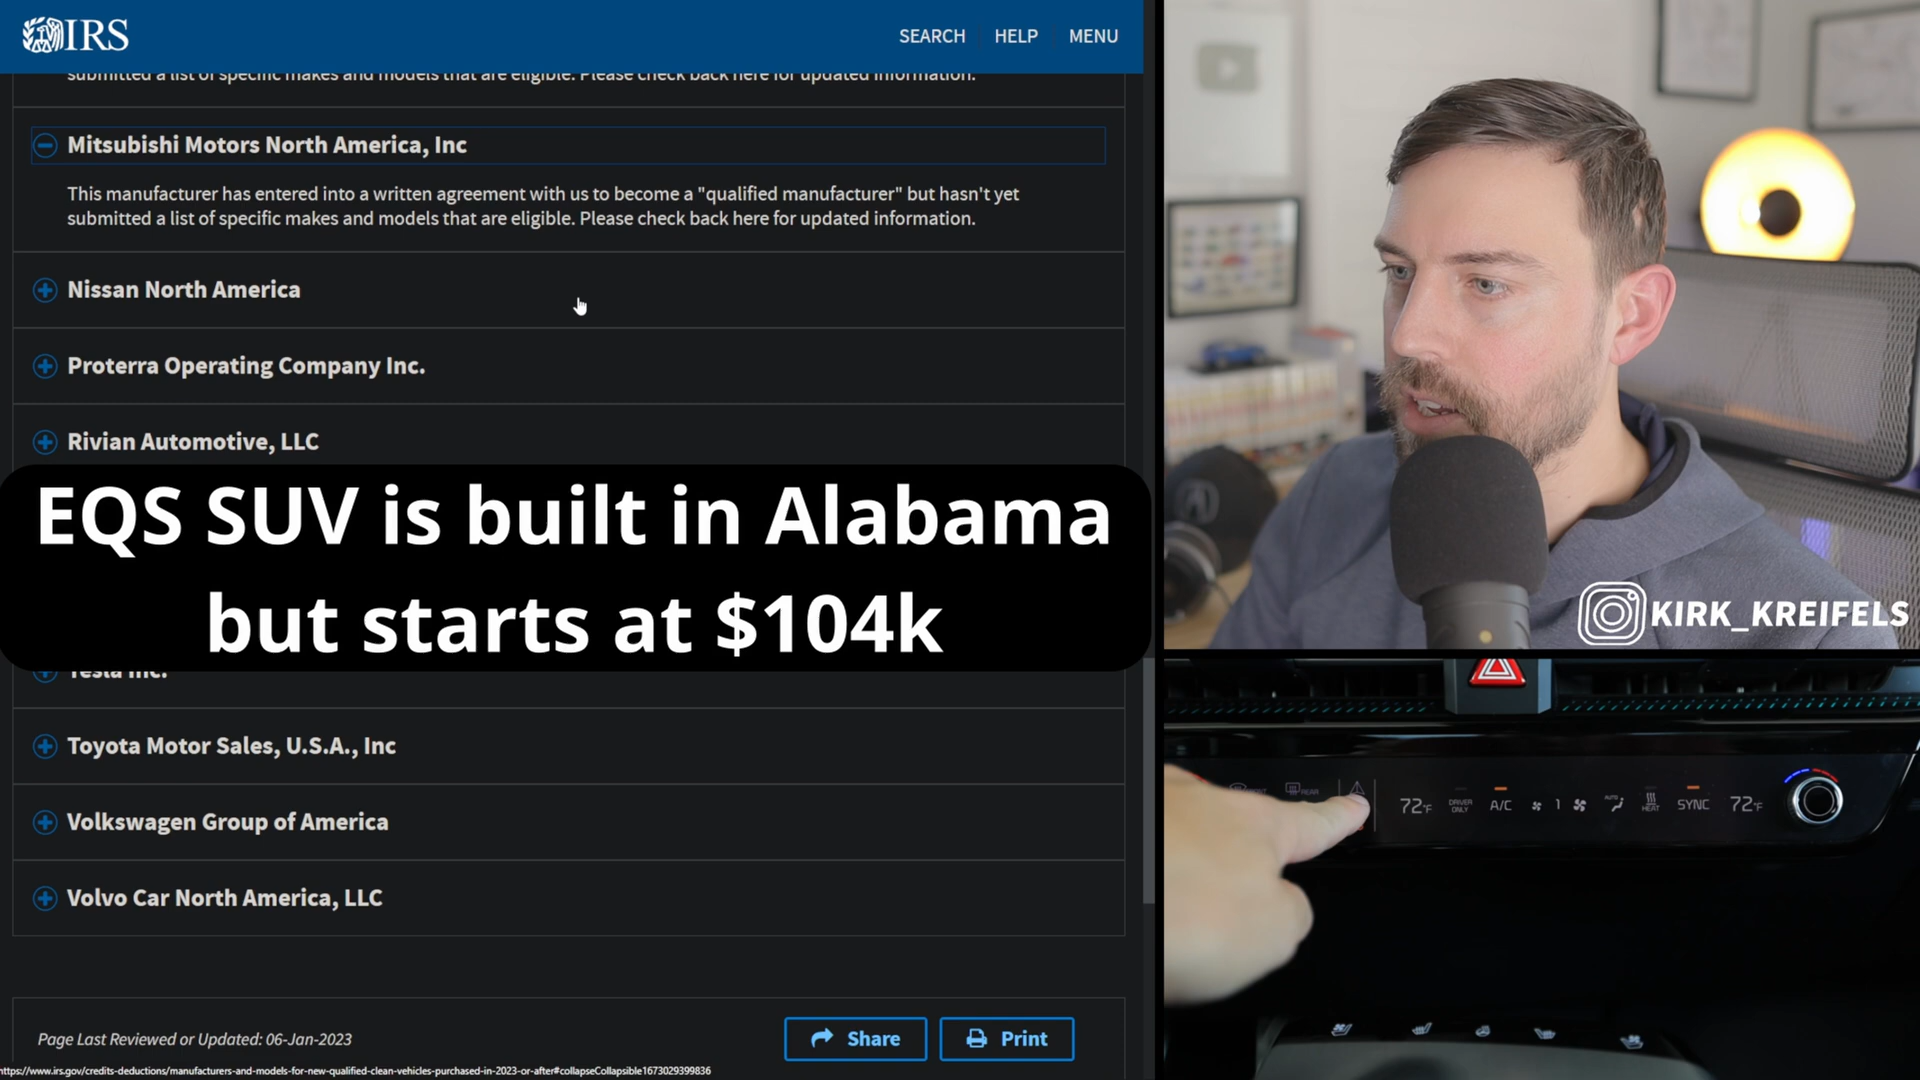 IRS
SEARCH
HELP
MENU
submitted a list of specific makes and models that are eligible. Please check back here for updated information.
Mitsubishi Motors North America, Inc
This manufacturer has entered into a written agreement with us to become a "qualified manufacturer" but hasn't yet
submitted a list of specific makes and models that are eligible. Please check back here for updated information.
Nissan North America
Proterra Operating Company Inc.
Rivian Automotive, LLC
EQS SUV is built in Alabama
but starts at $104k
Tesla Inc.
Toyota Motor Sales, U.S.A., Inc
Volkswagen Group of America
Volvo Car North America, LLC
Page Last Reviewed or Updated: 06-Jan-2023
Share
Print
https://www.irs.gov/credits-deductions/manufacturers-and-models-for-new-qualified-clean-vehicles-purchased-in-2023-or-after#collapseCollapsible1673029399836
KIRK_KREIFELS
REAR
72°F
DRIVER
ONLY
A/C
1
AUTO
HEAT
SYNC
72°F